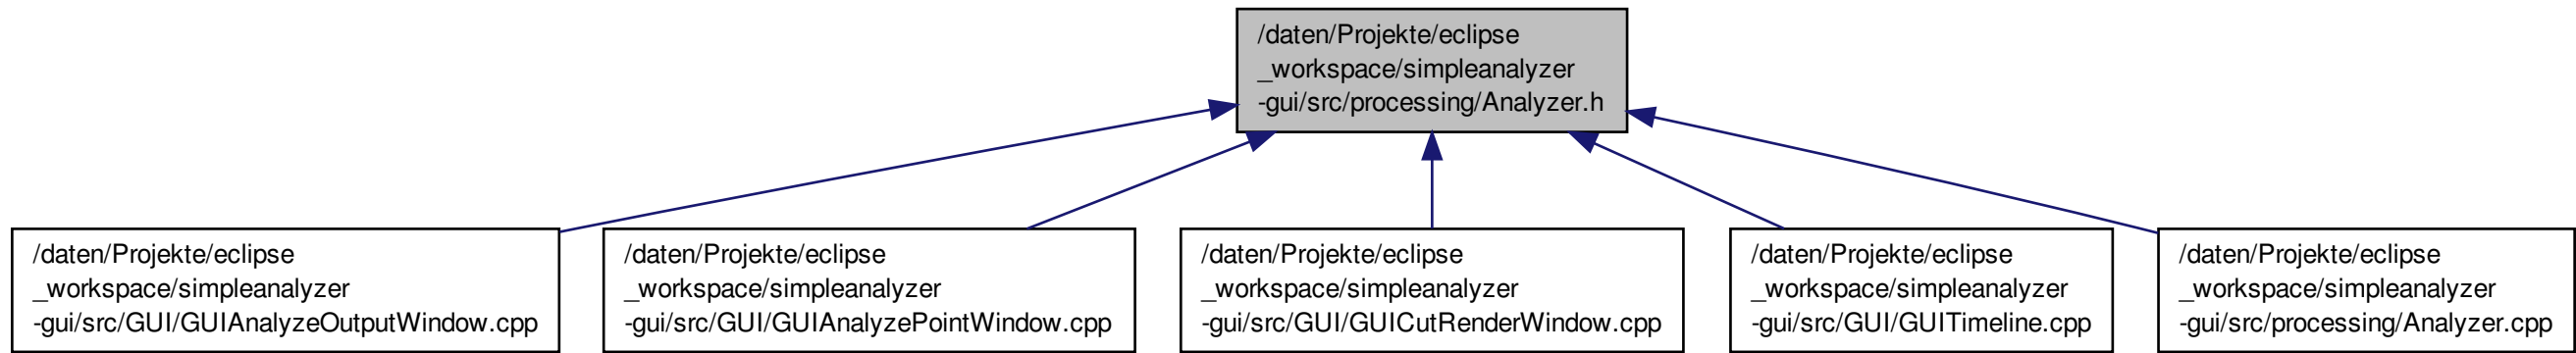 /daten/Projekte/eclipse
_workspace/simpleanalyzer
-gui/src/processing/Analyzer.h
/daten/Projekte/eclipse
_workspace/simpleanalyzer
-gui/src/GUI/GUIAnalyzeOutputWindow.cpp
/daten/Projekte/eclipse
_workspace/simpleanalyzer
-gui/src/GUI/GUIAnalyzePointWindow.cpp
/daten/Projekte/eclipse
_workspace/simpleanalyzer
-gui/src/GUI/GUICutRenderWindow.cpp
/daten/Projekte/eclipse
_workspace/simpleanalyzer
-gui/src/GUI/GUITimeline.cpp
/daten/Projekte/eclipse
_workspace/simpleanalyzer
-gui/src/processing/Analyzer.cpp